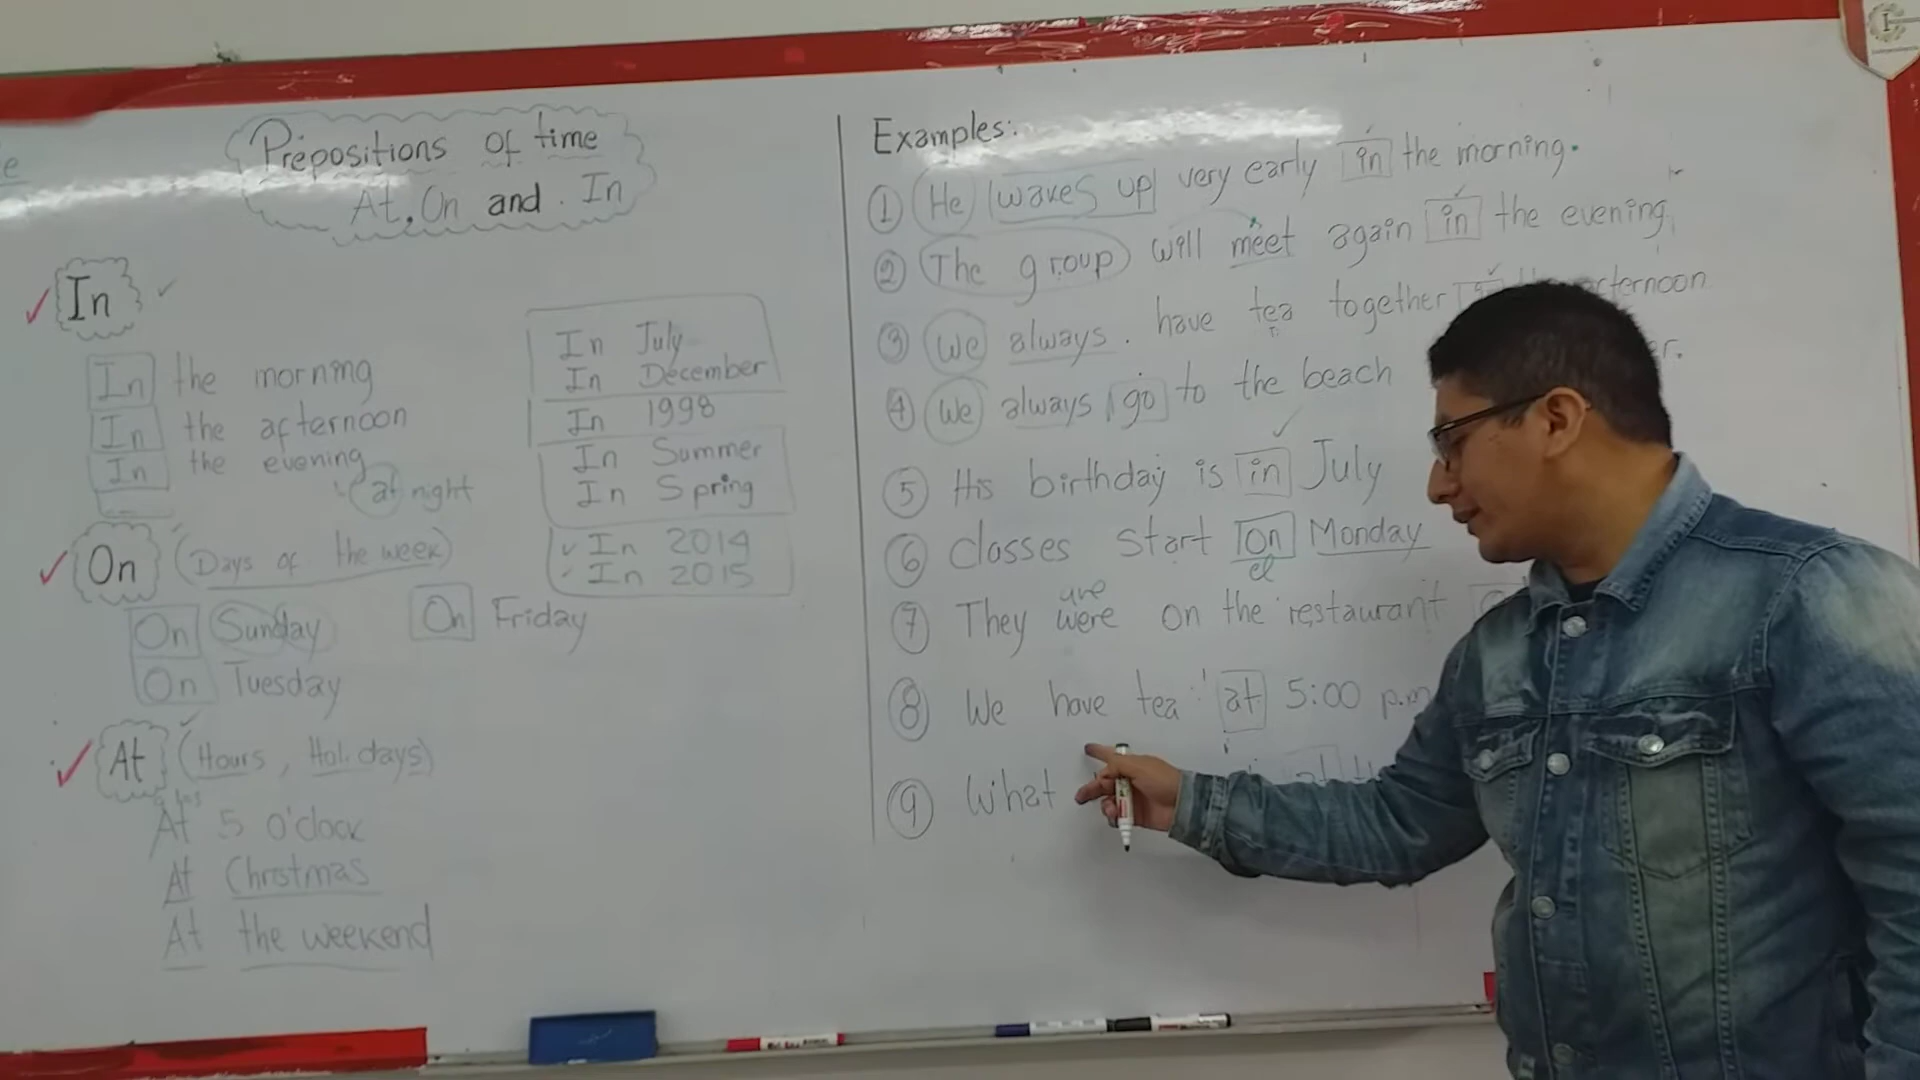 e
Prepositions of time
At, On and In
In
In the morning
In the afternoon
In the evening
at night
In July
In December
In 1998
In Summer
In Spring
In 2014
In 2015
On (Days of the week)
On Sunday
On Friday
On Tuesday
At (Hours, Holidays)
At 5 o'clock
At Christmas
At the weekend
Examples:
1 He wakes up very early in the morning.
2 The group will meet again in the evening
3 We always have tea together afternoon
4 We always go to the beach
5 His birthday is in July
6 classes start on Monday
el
are
7 They were on the restaurant
8 We have tea at 5:00 p.m
9 What at